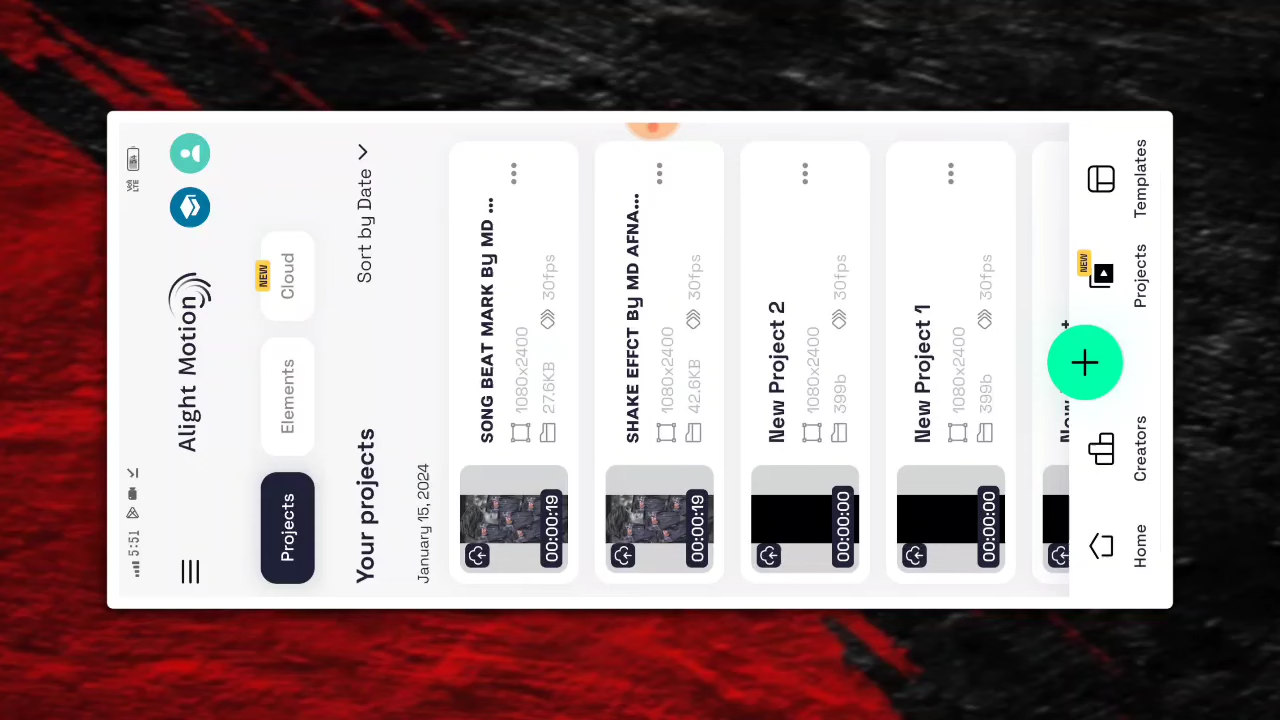 5:51
Vo))
LTE
Alight Motion
Projects
Elements
Cloud
NEW
Your projects
Sort by Date
January 15, 2024
SONG BEAT MARK By MD ...
1080x2400
27.6KB
30fps
00:00:19
SHAKE EFFCT By MD AFNA...
1080x2400
42.6KB
30fps
00:00:19
New Project 2
1080x2400
399b
30fps
00:00:00
New Project 1
1080x2400
399b
30fps
00:00:00
Home
Creators
NEW
Projects
Templates